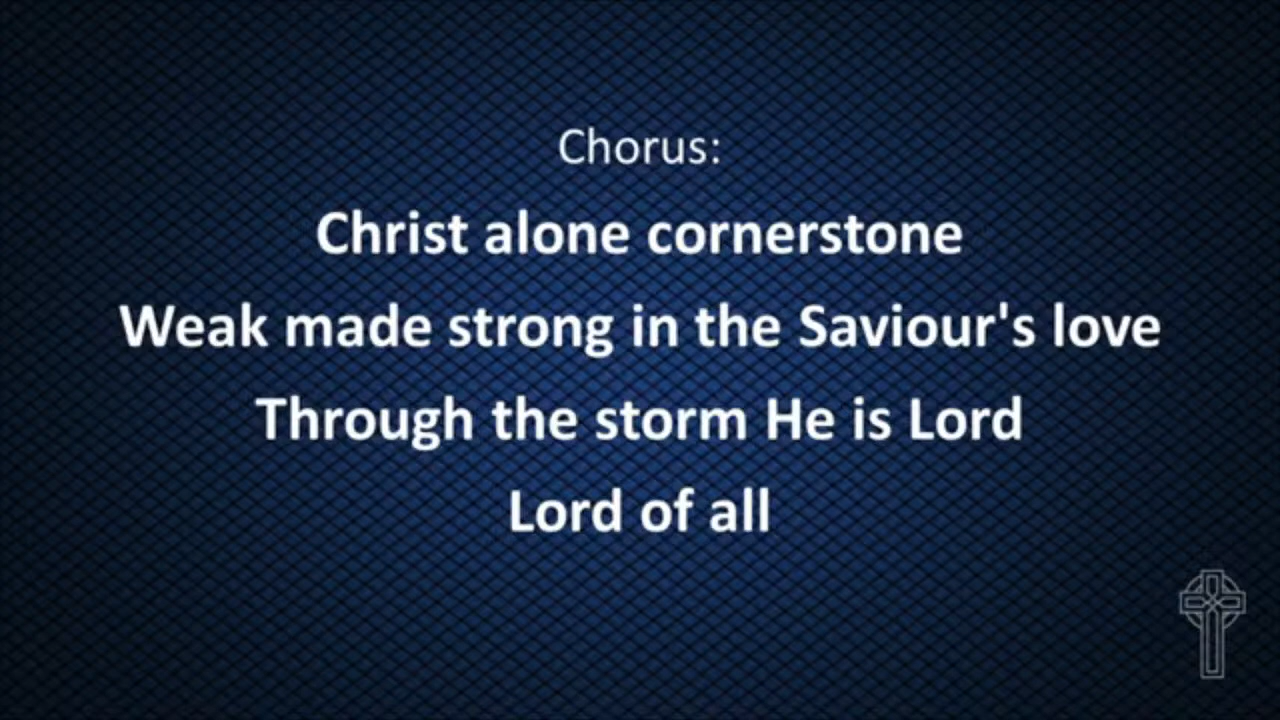 Chorus:
Christ alone cornerstone
Weak made strong in the Saviour's love
Through the storm He is Lord
Lord of all